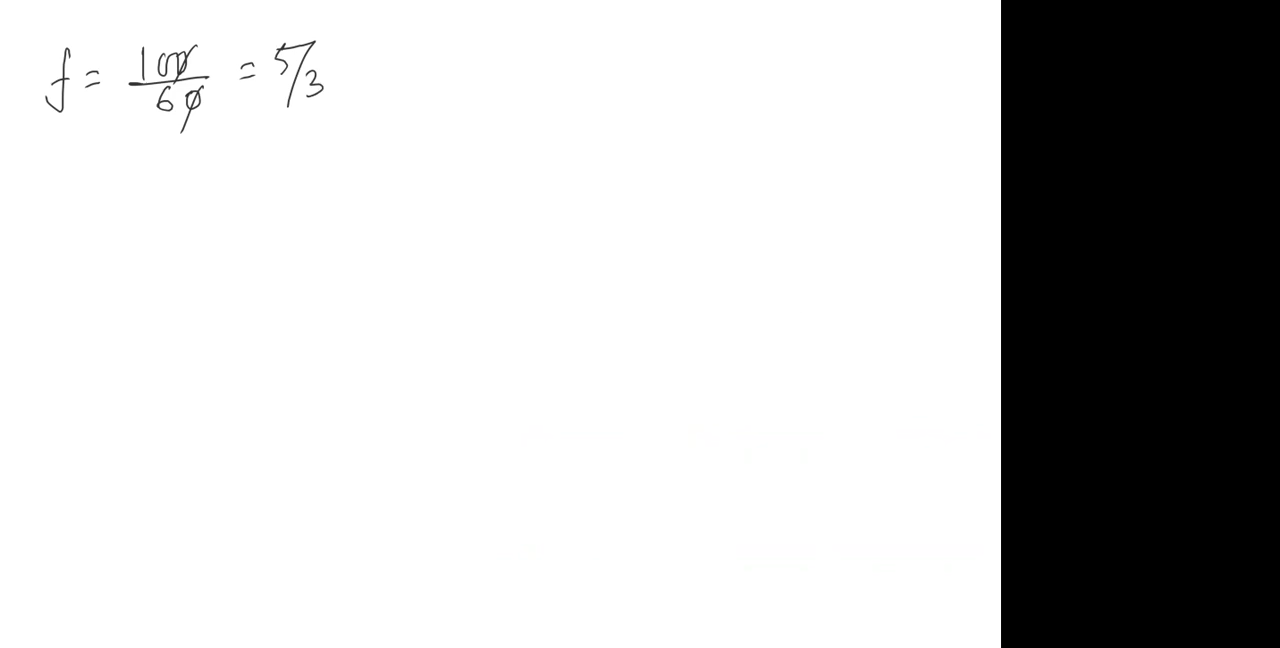 f = 100/60 = 5/3